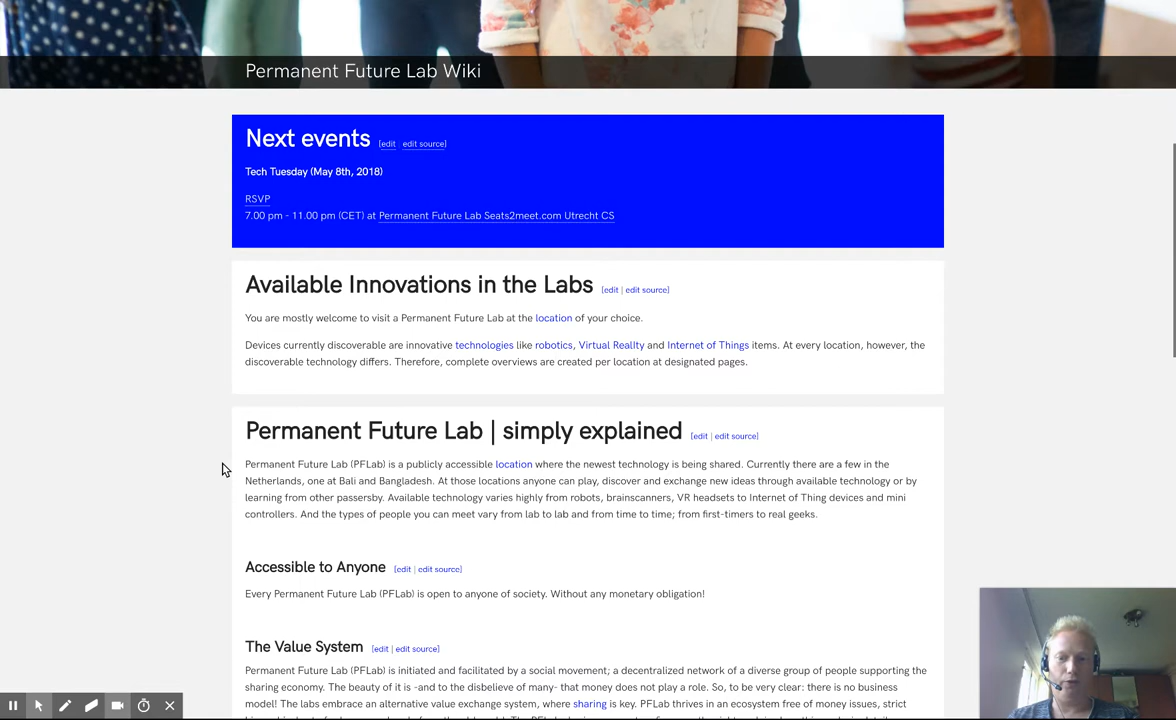 Permanent Future Lab Wiki
Next events [edit | edit source]
Tech Tuesday (May 8th, 2018)
RSVP
7.00 pm - 11.00 pm (CET) at Permanent Future Lab Seats2meet.com Utrecht CS
Available Innovations in the Labs [edit | edit source]
You are mostly welcome to visit a Permanent Future Lab at the location of your choice.
Devices currently discoverable are innovative technologies like robotics, Virtual Reality and Internet of Things items. At every location, however, the
discoverable technology differs. Therefore, complete overviews are created per location at designated pages.
Permanent Future Lab | simply explained [edit | edit source]
Permanent Future Lab (PFLab) is a publicly accessible location where the newest technology is being shared. Currently there are a few in the
Netherlands, one at Bali and Bangladesh. At those locations anyone can play, discover and exchange new ideas through available technology or by
learning from other passersby. Available technology varies highly from robots, brainscanners, VR headsets to Internet of Thing devices and mini
controllers. And the types of people you can meet vary from lab to lab and from time to time; from first-timers to real geeks.
Accessible to Anyone [edit | edit source]
Every Permanent Future Lab (PFLab) is open to anyone of society. Without any monetary obligation!
The Value System [edit | edit source]
Permanent Future Lab (PFLab) is initiated and facilitated by a social movement; a decentralized network of a diverse group of people supporting the
sharing economy. The beauty of it is -and to the disbelieve of many- that money does not play a role. So, to be very clear: there is no business
model! The labs embrace an alternative value exchange system, where sharing is key. PFLab thrives in an ecosystem free of money issues, strict